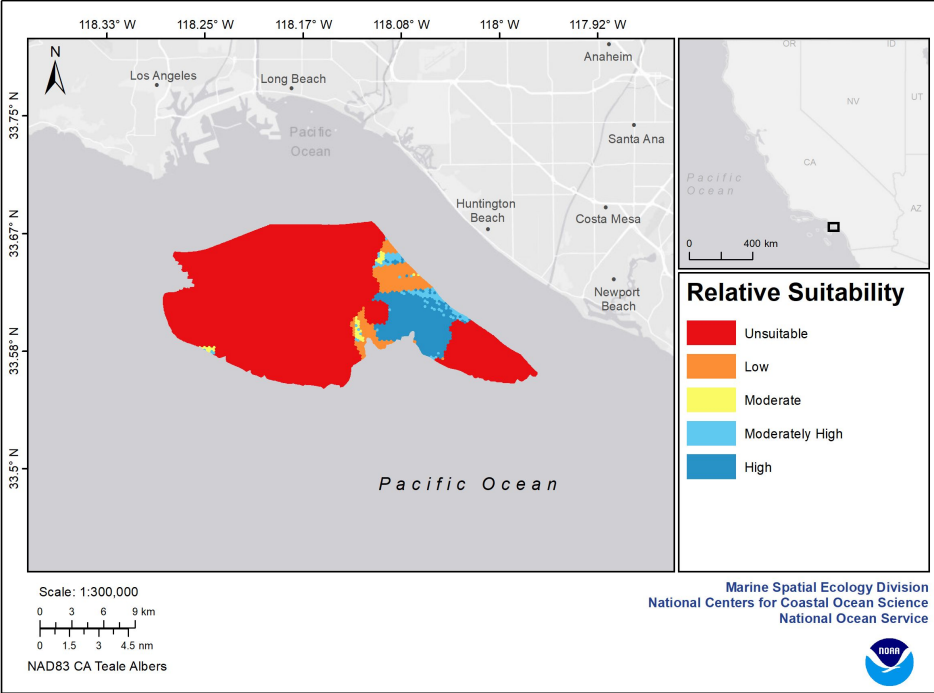 118.33° W
118.25° W
118.17° W
118.08° W
118° W
117.92° W
33.75° N
33.67° N
33.58° N
33.5° N
N
Los Angeles
Long Beach
Anaheim
Pacific
Ocean
Santa Ana
Huntington
Beach
Costa Mesa
Newport
Beach
Pacific Ocean
OR
ID
NV
UT
CA
AZ
Pacific
Ocean
0 400 km
Relative Suitability
Unsuitable
Low
Moderate
Moderately High
High
Scale: 1:300,000
0 3 6 9 km
0 1.5 3 4.5 nm
NAD83 CA Teale Albers
Marine Spatial Ecology Division
National Centers for Coastal Ocean Science
National Ocean Service
NOAA